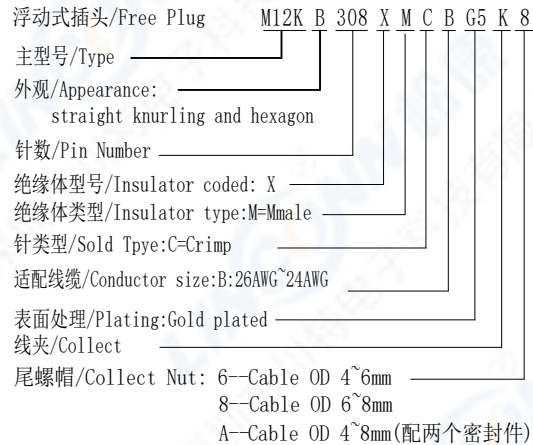 浮动式插头/Free Plug M12K B 308 X M C B G5 K 8
主型号/Type
外观/Appearance:
straight knurling and hexagon
针数/Pin Number
绝缘体型号/Insulator coded: X
绝缘体类型/Insulator type:M=Mmale
针类型/Sold Tpye:C=Crimp
适配线缆/Conductor size:B:26AWG~24AWG
表面处理/Plating:Gold plated
线夹/Collect
尾螺帽/Collect Nut: 6--Cable OD 4~6mm
8--Cable OD 6~8mm
A--Cable OD 4~8mm(配两个密封件)